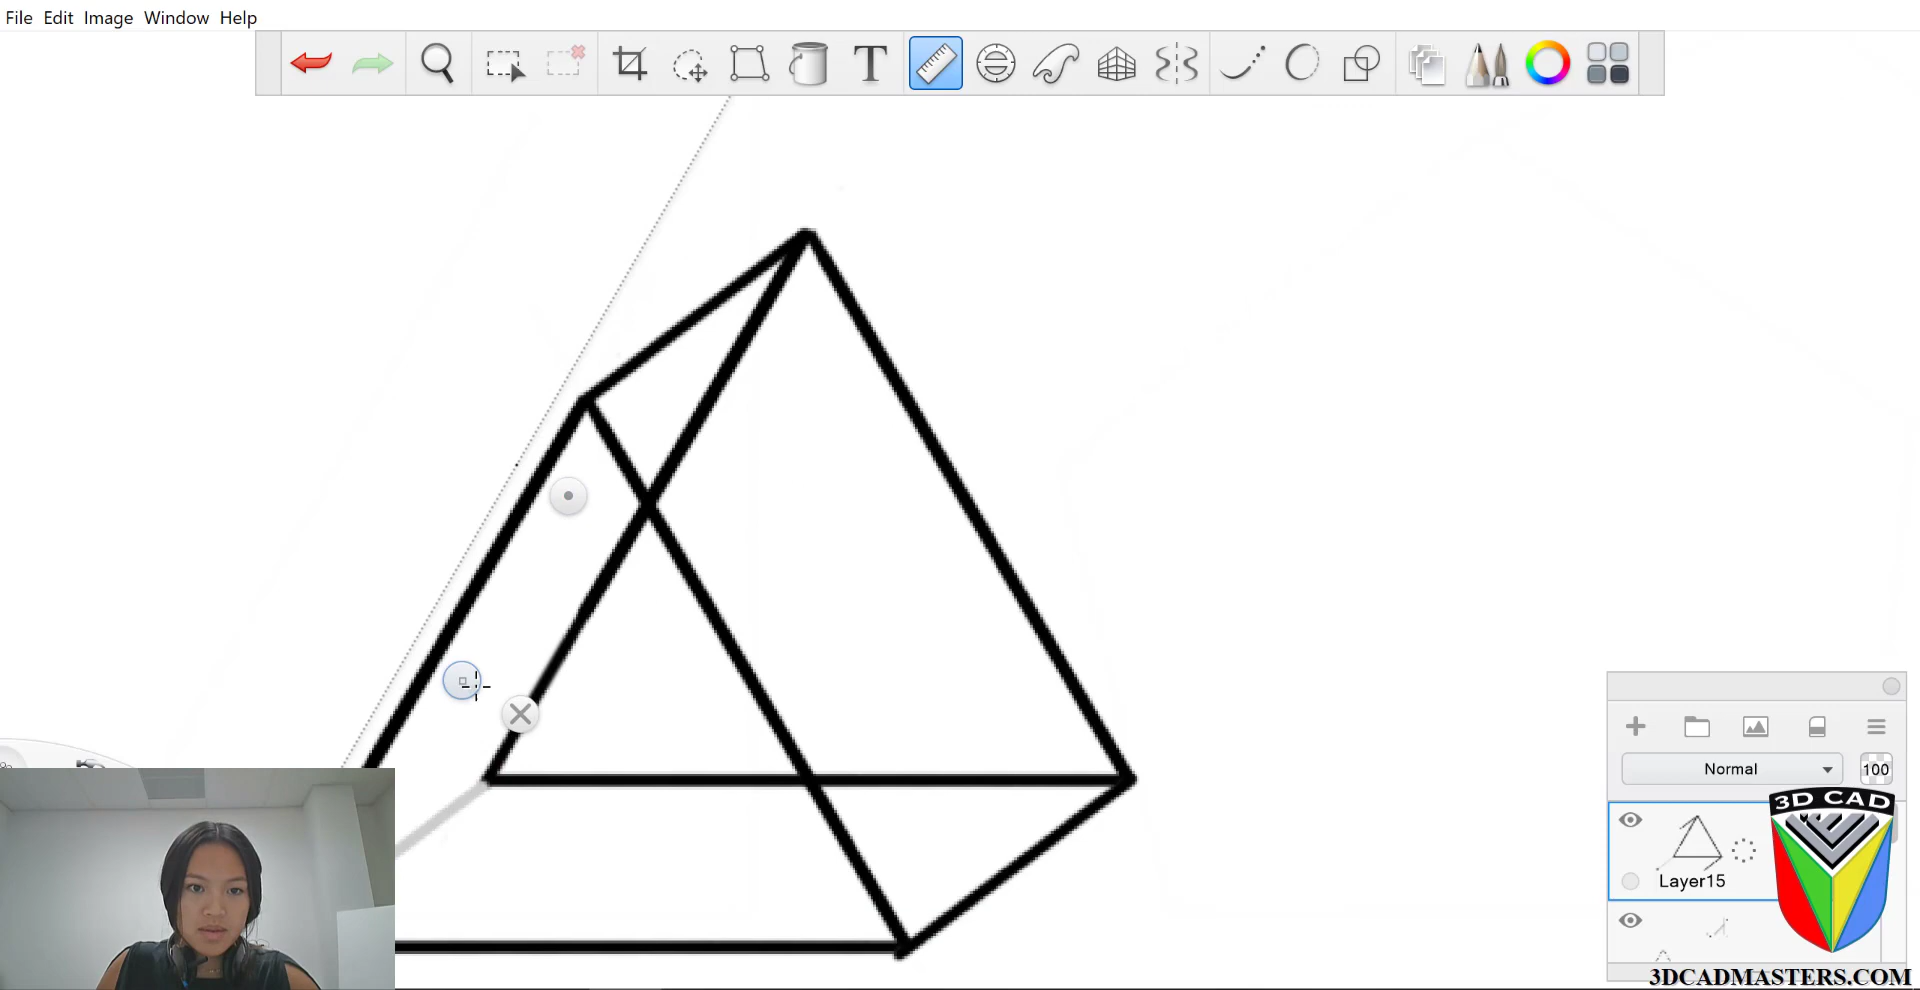 File Edit Image Window Help
T
Normal 100
3D CAD
Layer15
3DCADMASTERS.COM